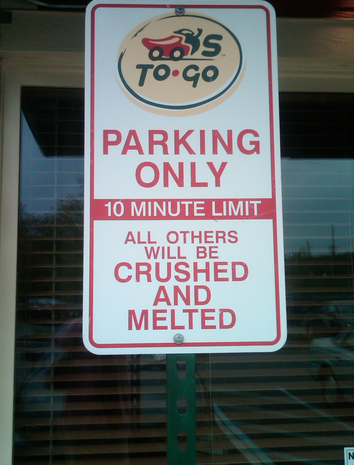 'S
TO•GO
PARKING
ONLY
10 MINUTE LIMIT
ALL OTHERS
WILL BE
CRUSHED
AND
MELTED
N